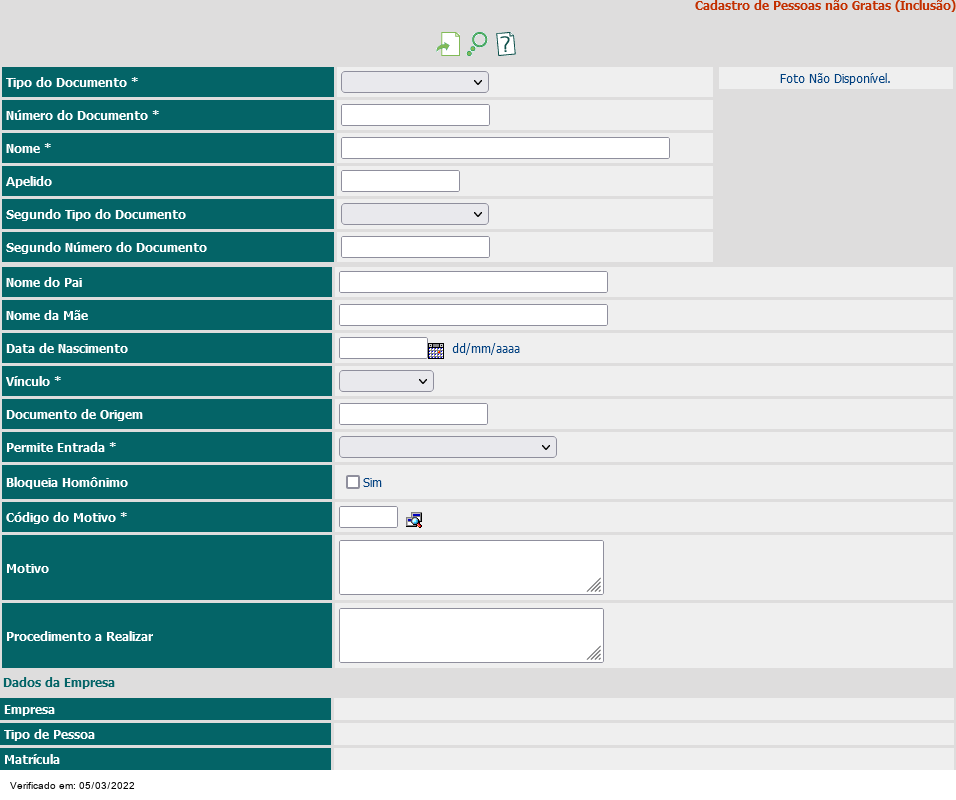 Cadastro de Pessoas não Gratas (Inclusão)
Tipo do Documento *
Foto Não Disponível.
Número do Documento *
Nome *
Apelido
Segundo Tipo do Documento
Segundo Número do Documento
Nome do Pai
Nome da Mãe
Data de Nascimento dd/mm/aaaa
Vínculo *
Documento de Origem
Permite Entrada *
Bloqueia Homônimo Sim
Código do Motivo *
Motivo
Procedimento a Realizar
Dados da Empresa
Empresa
Tipo de Pessoa
Matrícula
Verificado em: 05/03/2022